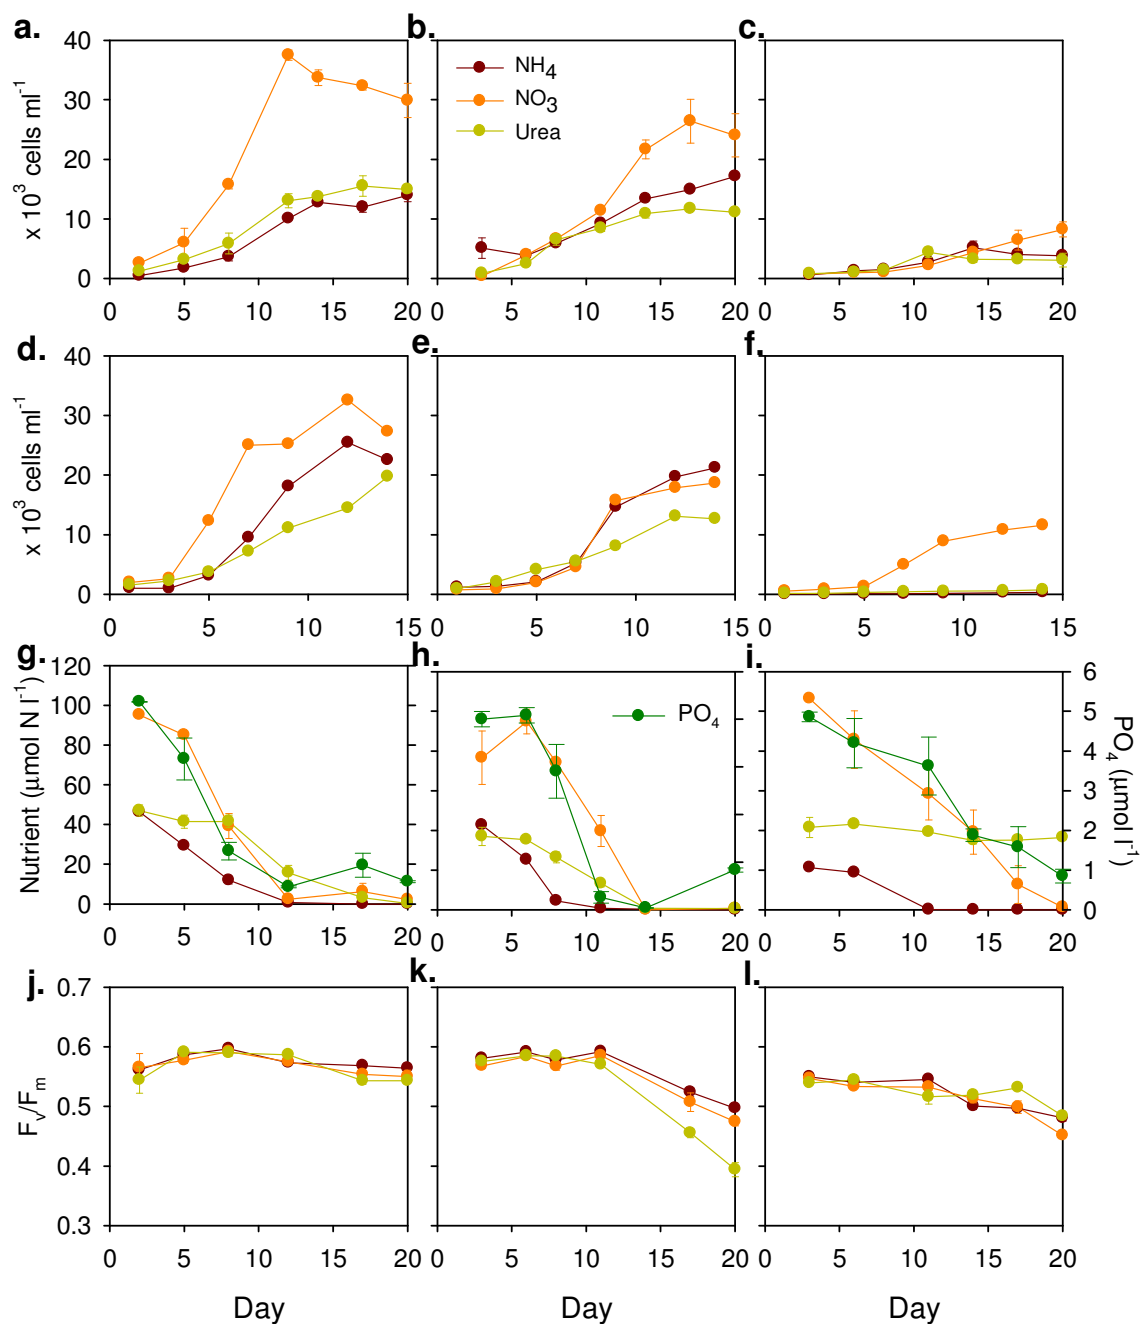 a. b. c.
40
30
20
10
0
x 10³ cells ml⁻¹
NH₄
NO₃
Urea
0 5 10 15 20 0 5 10 15 20 0 5 10 15 20
d. e. f.
40
30
20
10
0
x 10³ cells ml⁻¹
0 5 10 15 0 5 10 15 0 5 10 15
g. h. i.
120
100
80
60
40
20
0
Nutrient (µmol N l⁻¹)
PO₄
6
5
4
3
2
1
0
PO₄ (µmol l⁻¹)
0 5 10 15 20 0 5 10 15 20 0 5 10 15 20
j. k. l.
0.7
0.6
0.5
0.4
0.3
Fᵥ/Fₘ
0 5 10 15 20 0 5 10 15 20 0 5 10 15 20
Day Day Day